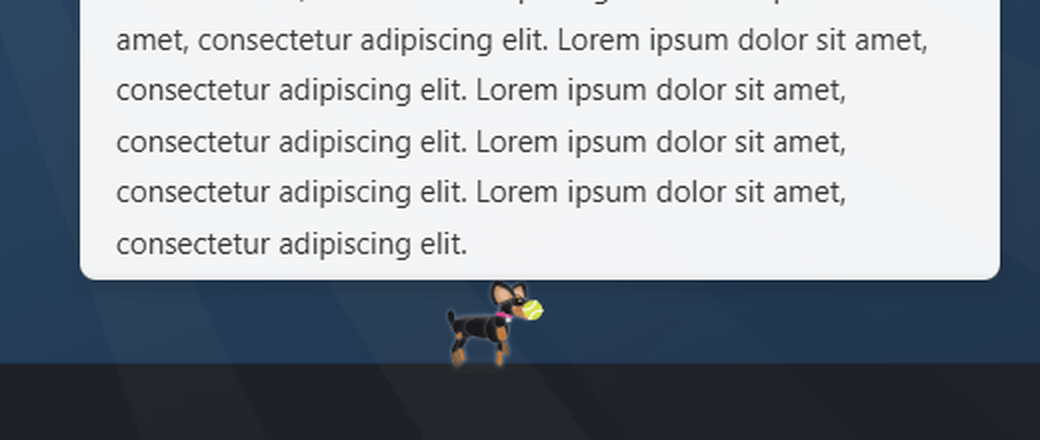 amet, consectetur adipiscing elit. Lorem ipsum dolor sit amet,
consectetur adipiscing elit. Lorem ipsum dolor sit amet,
consectetur adipiscing elit. Lorem ipsum dolor sit amet,
consectetur adipiscing elit. Lorem ipsum dolor sit amet,
consectetur adipiscing elit.